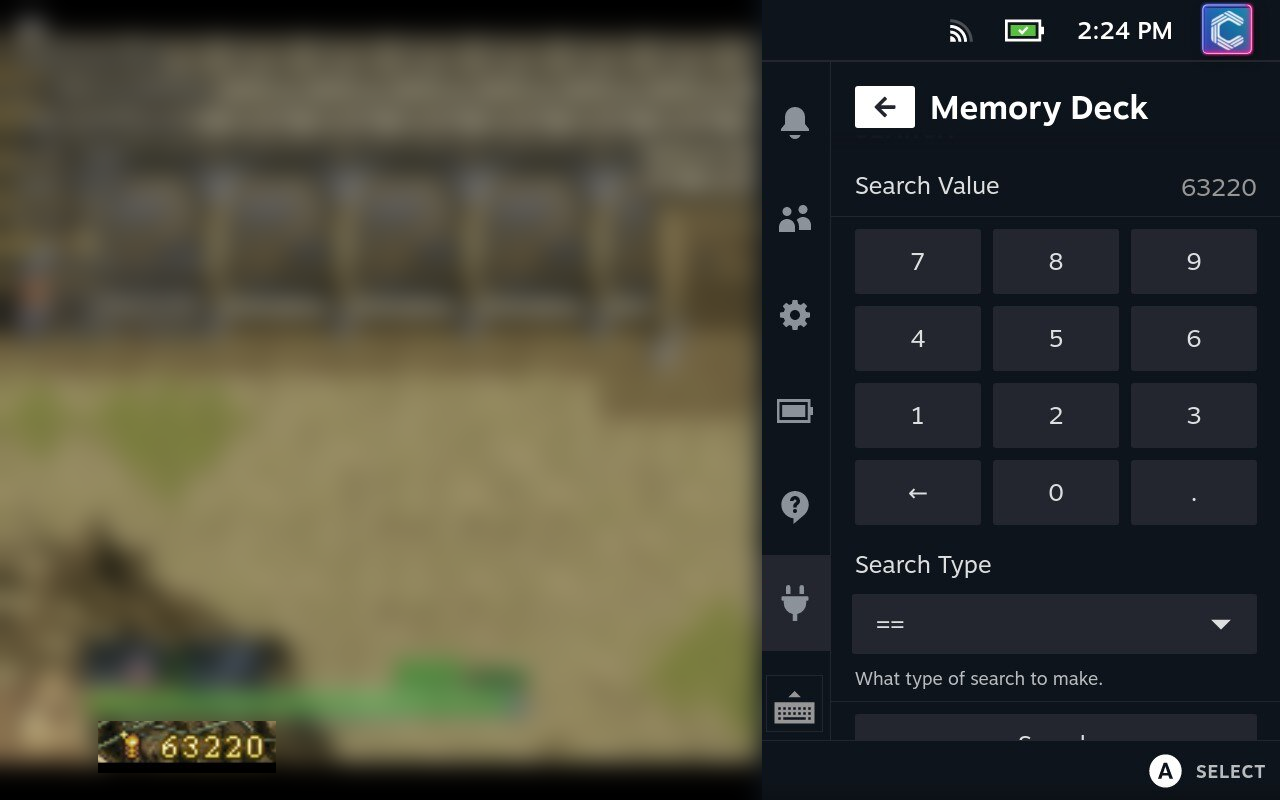 2:24 PM
← Memory Deck
Search Value 63220
7 8 9
4 5 6
1 2 3
← 0 .
Search Type
==
What type of search to make.
A SELECT
63220